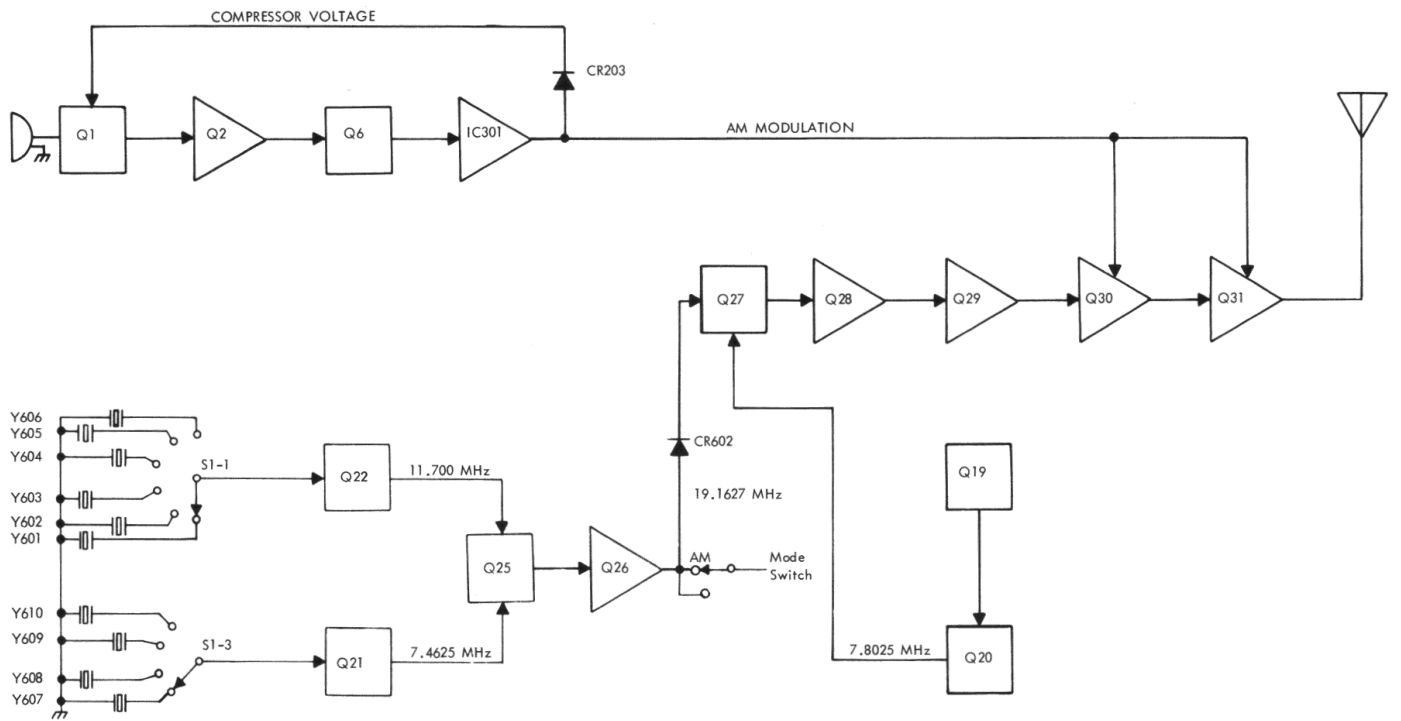 COMPRESSOR VOLTAGE
CR203
Q1
Q2
Q6
IC301
AM MODULATION
Q27
Q28
Q29
Q30
Q31
Y606
Y605
Y604
Y603
Y602
Y601
S1-1
Q22
11.700 MHz
CR602
19.1627 MHz
Q19
Q25
Q26
AM
Mode
Switch
Y610
Y609
Y608
Y607
S1-3
Q21
7.4625 MHz
7.8025 MHz
Q20